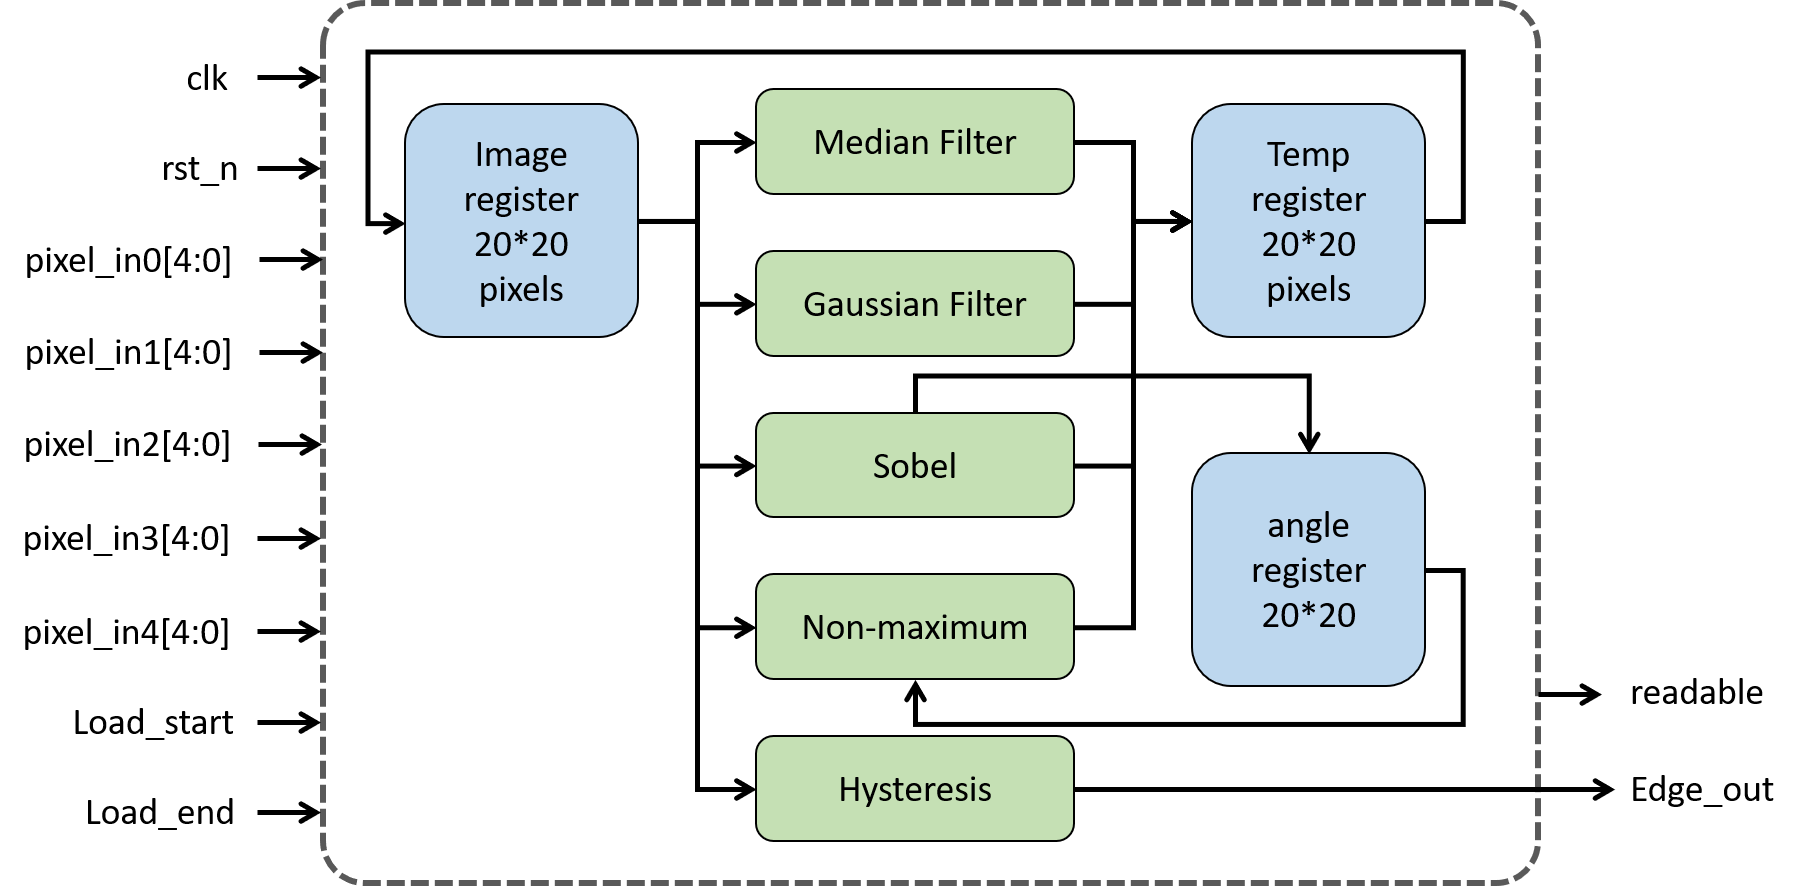 clk
rst_n
pixel_in0[4:0]
pixel_in1[4:0]
pixel_in2[4:0]
pixel_in3[4:0]
pixel_in4[4:0]
Load_start
Load_end
Image
register
20*20
pixels
Median Filter
Gaussian Filter
Sobel
Non-maximum
Hysteresis
Temp
register
20*20
pixels
angle
register
20*20
readable
Edge_out